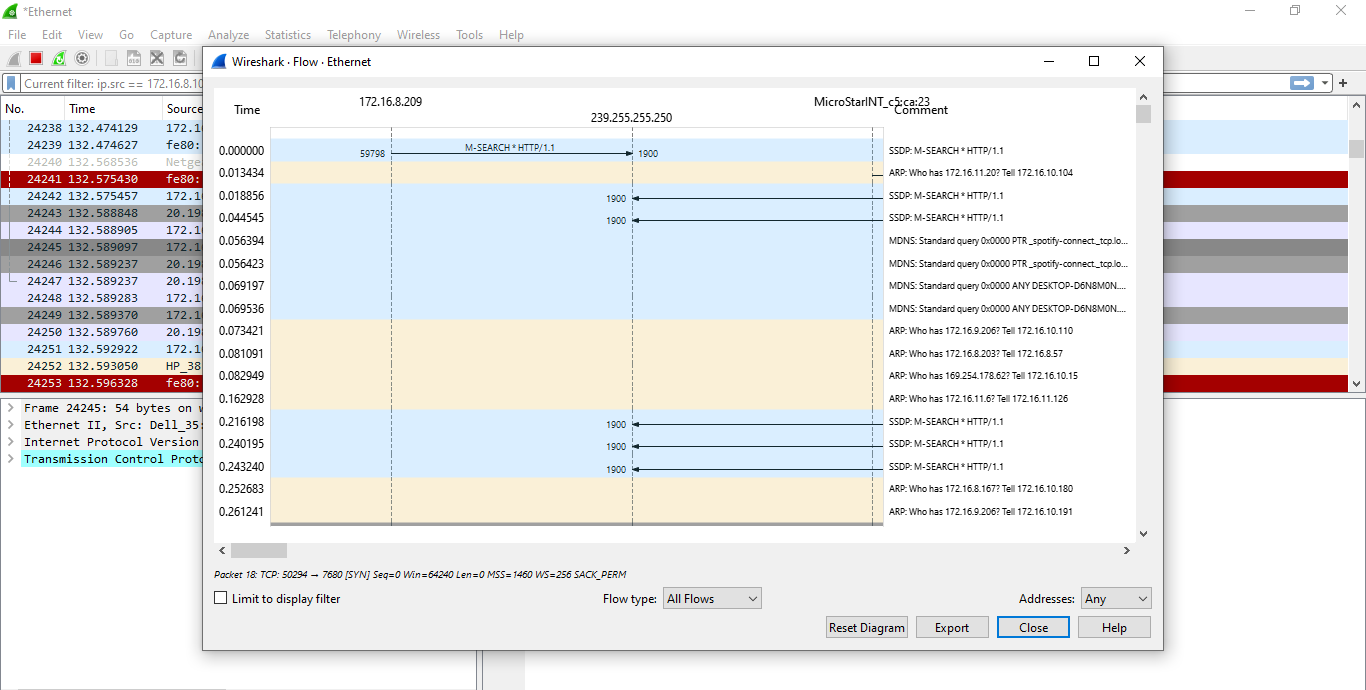 *Ethernet
File Edit View Go Capture Analyze Statistics Telephony Wireless Tools Help
Current filter: ip.src == 172.16.8.10
No. Time Source
24238 132.474129 172.1
24239 132.474627 fe80:
24240 132.568536 Netge
24241 132.575430 fe80:
24242 132.575457 172.1
24243 132.588848 20.19
24244 132.588905 172.1
24245 132.589097 172.1
24246 132.589237 20.19
24247 132.589237 20.19
24248 132.589283 172.1
24249 132.589370 172.1
24250 132.589760 20.19
24251 132.592922 172.1
24252 132.593050 HP_38
24253 132.596328 fe80:
Frame 24245: 54 bytes on w
Ethernet II, Src: Dell_35:
Internet Protocol Version
Transmission Control Proto
Wireshark · Flow · Ethernet
172.16.8.209 MicroStarINT_c5:ca:23
Time 239.255.255.250 Comment
0.000000 59798 M-SEARCH * HTTP/1.1 1900 SSDP: M-SEARCH * HTTP/1.1
0.013434 ARP: Who has 172.16.11.20? Tell 172.16.10.104
0.018856 1900 SSDP: M-SEARCH * HTTP/1.1
0.044545 1900 SSDP: M-SEARCH * HTTP/1.1
0.056394 MDNS: Standard query 0x0000 PTR _spotify-connect._tcp.lo...
0.056423 MDNS: Standard query 0x0000 PTR _spotify-connect._tcp.lo...
0.069197 MDNS: Standard query 0x0000 ANY DESKTOP-D6N8M0N....
0.069536 MDNS: Standard query 0x0000 ANY DESKTOP-D6N8M0N....
0.073421 ARP: Who has 172.16.9.206? Tell 172.16.10.110
0.081091 ARP: Who has 172.16.8.203? Tell 172.16.8.57
0.082949 ARP: Who has 169.254.178.62? Tell 172.16.10.15
0.162928 ARP: Who has 172.16.11.6? Tell 172.16.11.126
0.216198 1900 SSDP: M-SEARCH * HTTP/1.1
0.240195 1900 SSDP: M-SEARCH * HTTP/1.1
0.243240 1900 SSDP: M-SEARCH * HTTP/1.1
0.252683 ARP: Who has 172.16.8.167? Tell 172.16.10.180
0.261241 ARP: Who has 172.16.9.206? Tell 172.16.10.191
Packet 18: TCP: 50294 → 7680 [SYN] Seq=0 Win=64240 Len=0 MSS=1460 WS=256 SACK_PERM
Limit to display filter Flow type: All Flows Addresses: Any
Reset Diagram Export Close Help